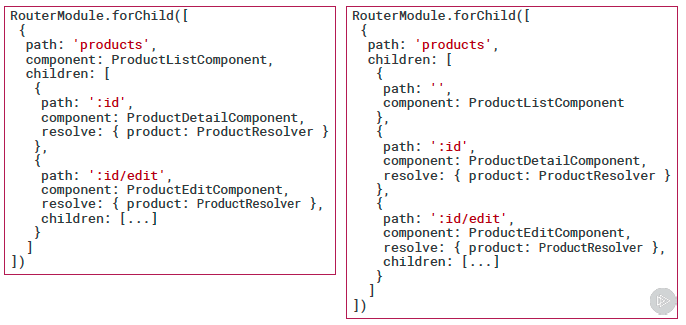 RouterModule.forChild([
 {
  path: 'products',
  component: ProductListComponent,
  children: [
   {
    path: ':id',
    component: ProductDetailComponent,
    resolve: { product: ProductResolver }
   },
   {
    path: ':id/edit',
    component: ProductEditComponent,
    resolve: { product: ProductResolver },
    children: [...]
   }
  ]
 }
])
RouterModule.forChild([
 {
  path: 'products',
  children: [
   {
    path: '',
    component: ProductListComponent
   },
   {
    path: ':id',
    component: ProductDetailComponent,
    resolve: { product: ProductResolver }
   },
   {
    path: ':id/edit',
    component: ProductEditComponent,
    resolve: { product: ProductResolver },
    children: [...]
   }
  ]
 }
])